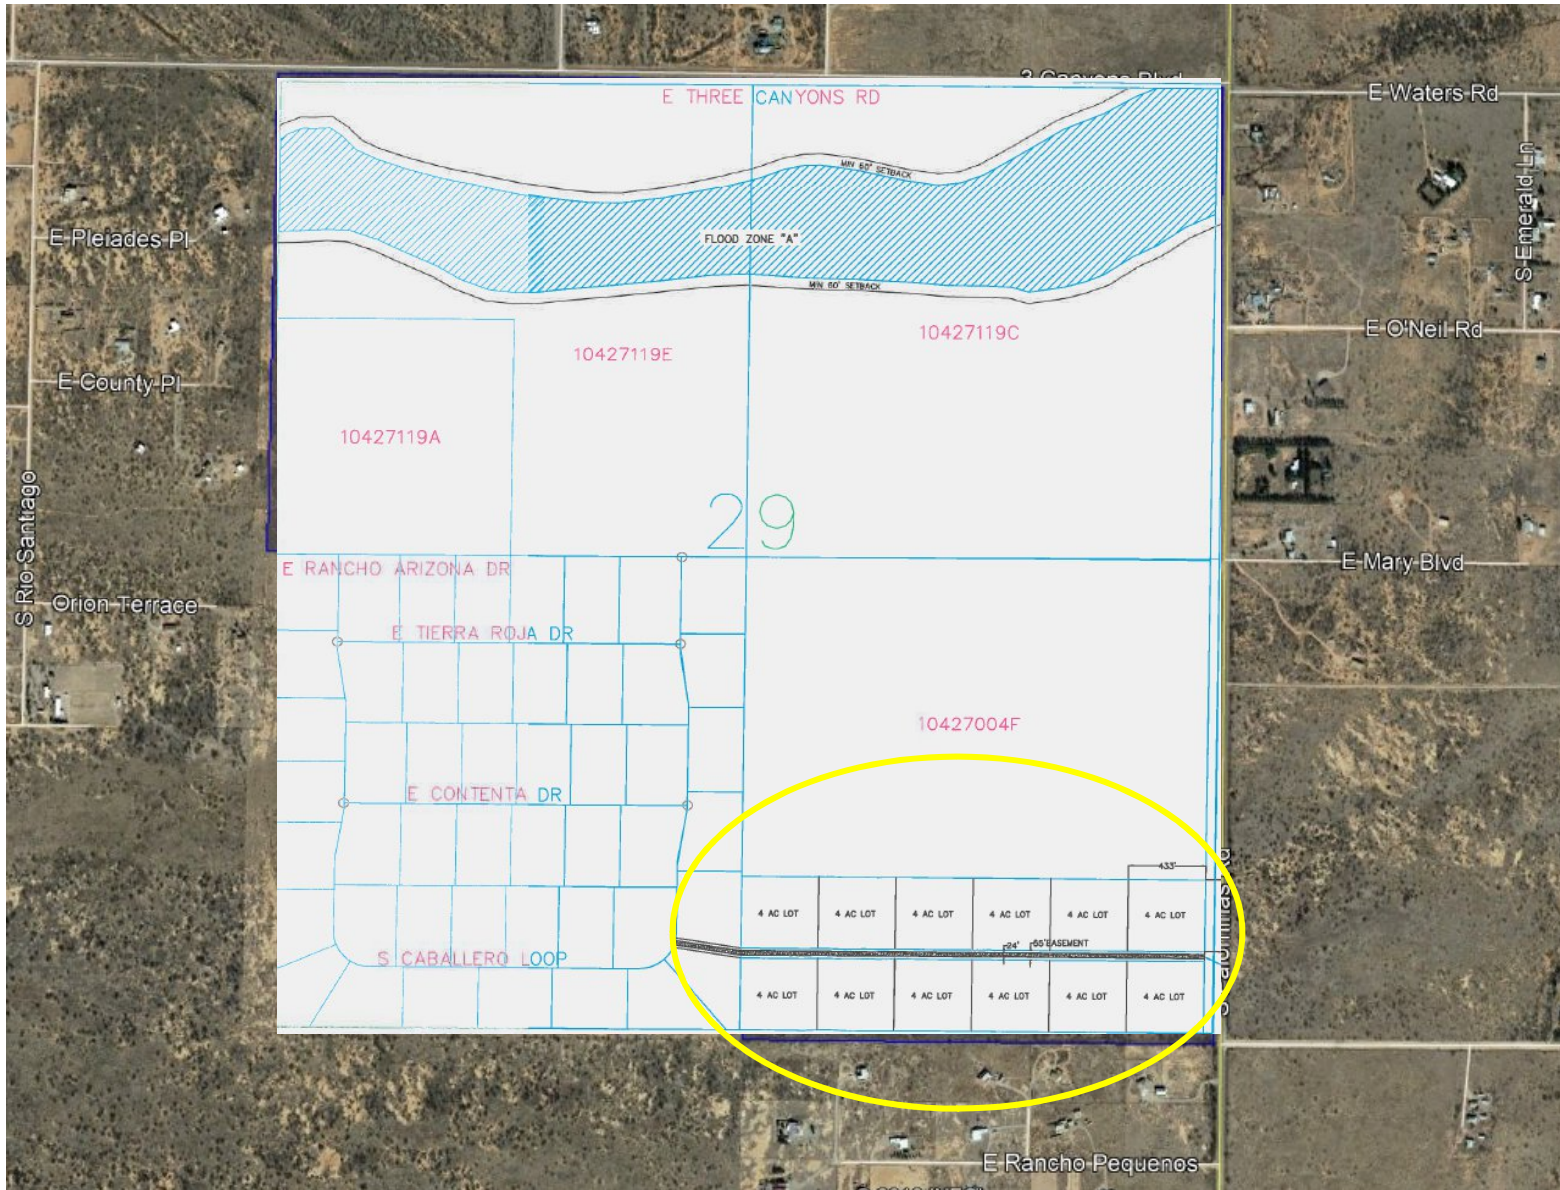 3 Canyons Blvd
E Waters Rd
E THREE CANYONS RD
MIN 60' SETBACK
S Emerald Ln
E Pleiades Pl
FLOOD ZONE "A"
MIN 60' SETBACK
E O'Neil Rd
10427119C
10427119E
E County Pl
10427119A
29
S Rio Santiago
E Mary Blvd
E RANCHO ARIZONA DR
Orion Terrace
E TIERRA ROJA DR
10427004F
E CONTENTA DR
433'
4 AC LOT 4 AC LOT 4 AC LOT 4 AC LOT 4 AC LOT 4 AC LOT
24' 65'EASEMENT
S CABALLERO LOOP
4 AC LOT 4 AC LOT 4 AC LOT 4 AC LOT 4 AC LOT 4 AC LOT
E Rancho Pequenos